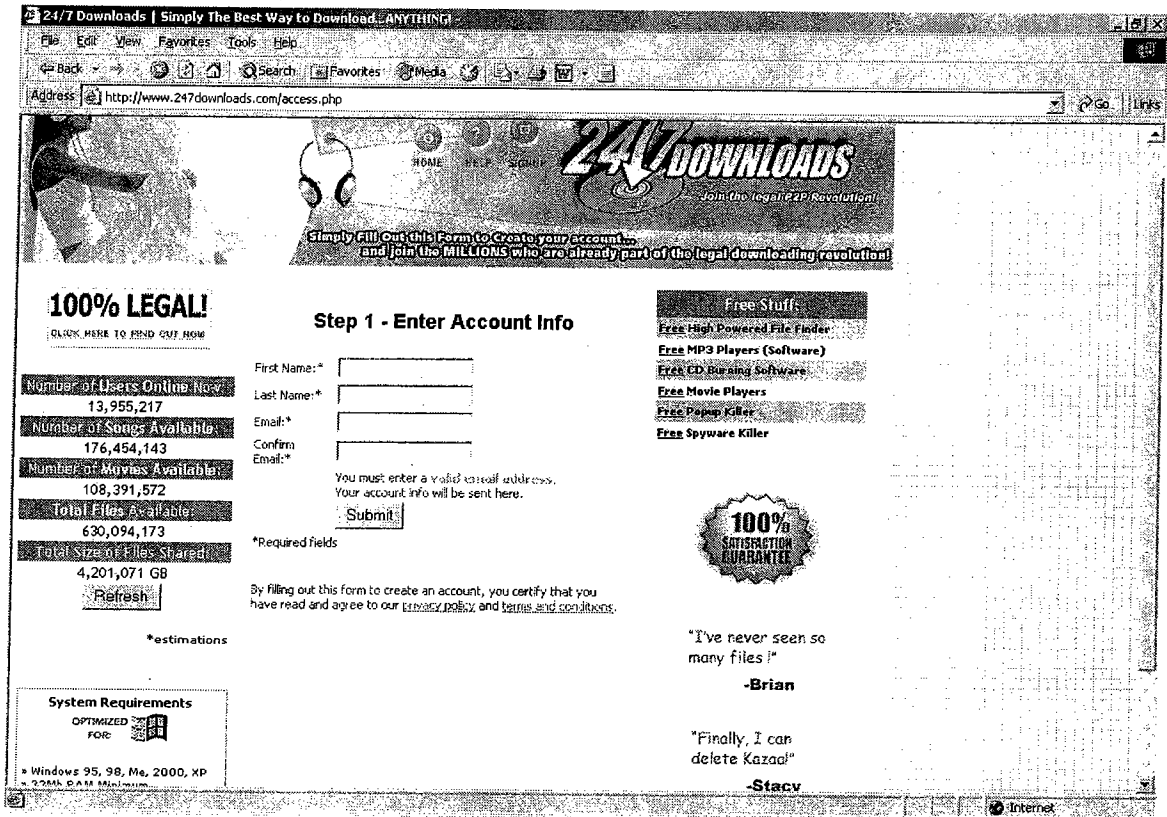 24/7 Downloads | Simply The Best Way to Download...ANYTHING! -
File Edit View Favorites Tools Help
Back Search Favorites Media
Address http://www.247downloads.com/access.php Go Links
HOME HELP SIGNUP
24/7 DOWNLOADS
Join the legal P2P Revolution!
Simply Fill Out this Form to Create your account...
and join the MILLIONS who are already part of the legal downloading revolution!
100% LEGAL!
CLICK HERE TO FIND OUT HOW
Number of Users Online Now:
13,955,217
Number of Songs Available:
176,454,143
Number of Movies Available:
108,391,572
Total Files Available:
630,094,173
Total Size of Files Shared:
4,201,071 GB
Refresh
*estimations
System Requirements
OPTIMIZED
FOR:
» Windows 95, 98, Me, 2000, XP
» 32Mb RAM Minimum
Step 1 - Enter Account Info
First Name:*
Last Name:*
Email:*
Confirm
Email:*
You must enter a valid email address.
Your account info will be sent here.
Submit
*Required fields
By filling out this form to create an account, you certify that you
have read and agree to our privacy policy and terms and conditions.
Free Stuff:
Free High Powered File Finder
Free MP3 Players (Software)
Free CD Burning Software
Free Movie Players
Free Popup Killer
Free Spyware Killer
100%
SATISFACTION
GUARANTEE
"I've never seen so
many files !"
-Brian
"Finally, I can
delete Kazaa!"
-Stacy
Internet